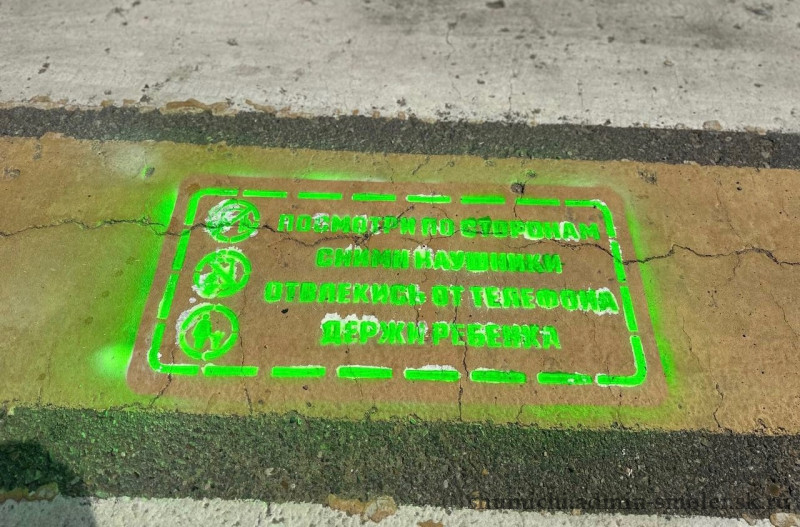 ПОСМОТРИ ПО СТОРОНАМ
СНИМИ НАУШНИКИ
ОТВЛЕКИСЬ ОТ ТЕЛЕФОНА
ДЕРЖИ РЕБЕНКА